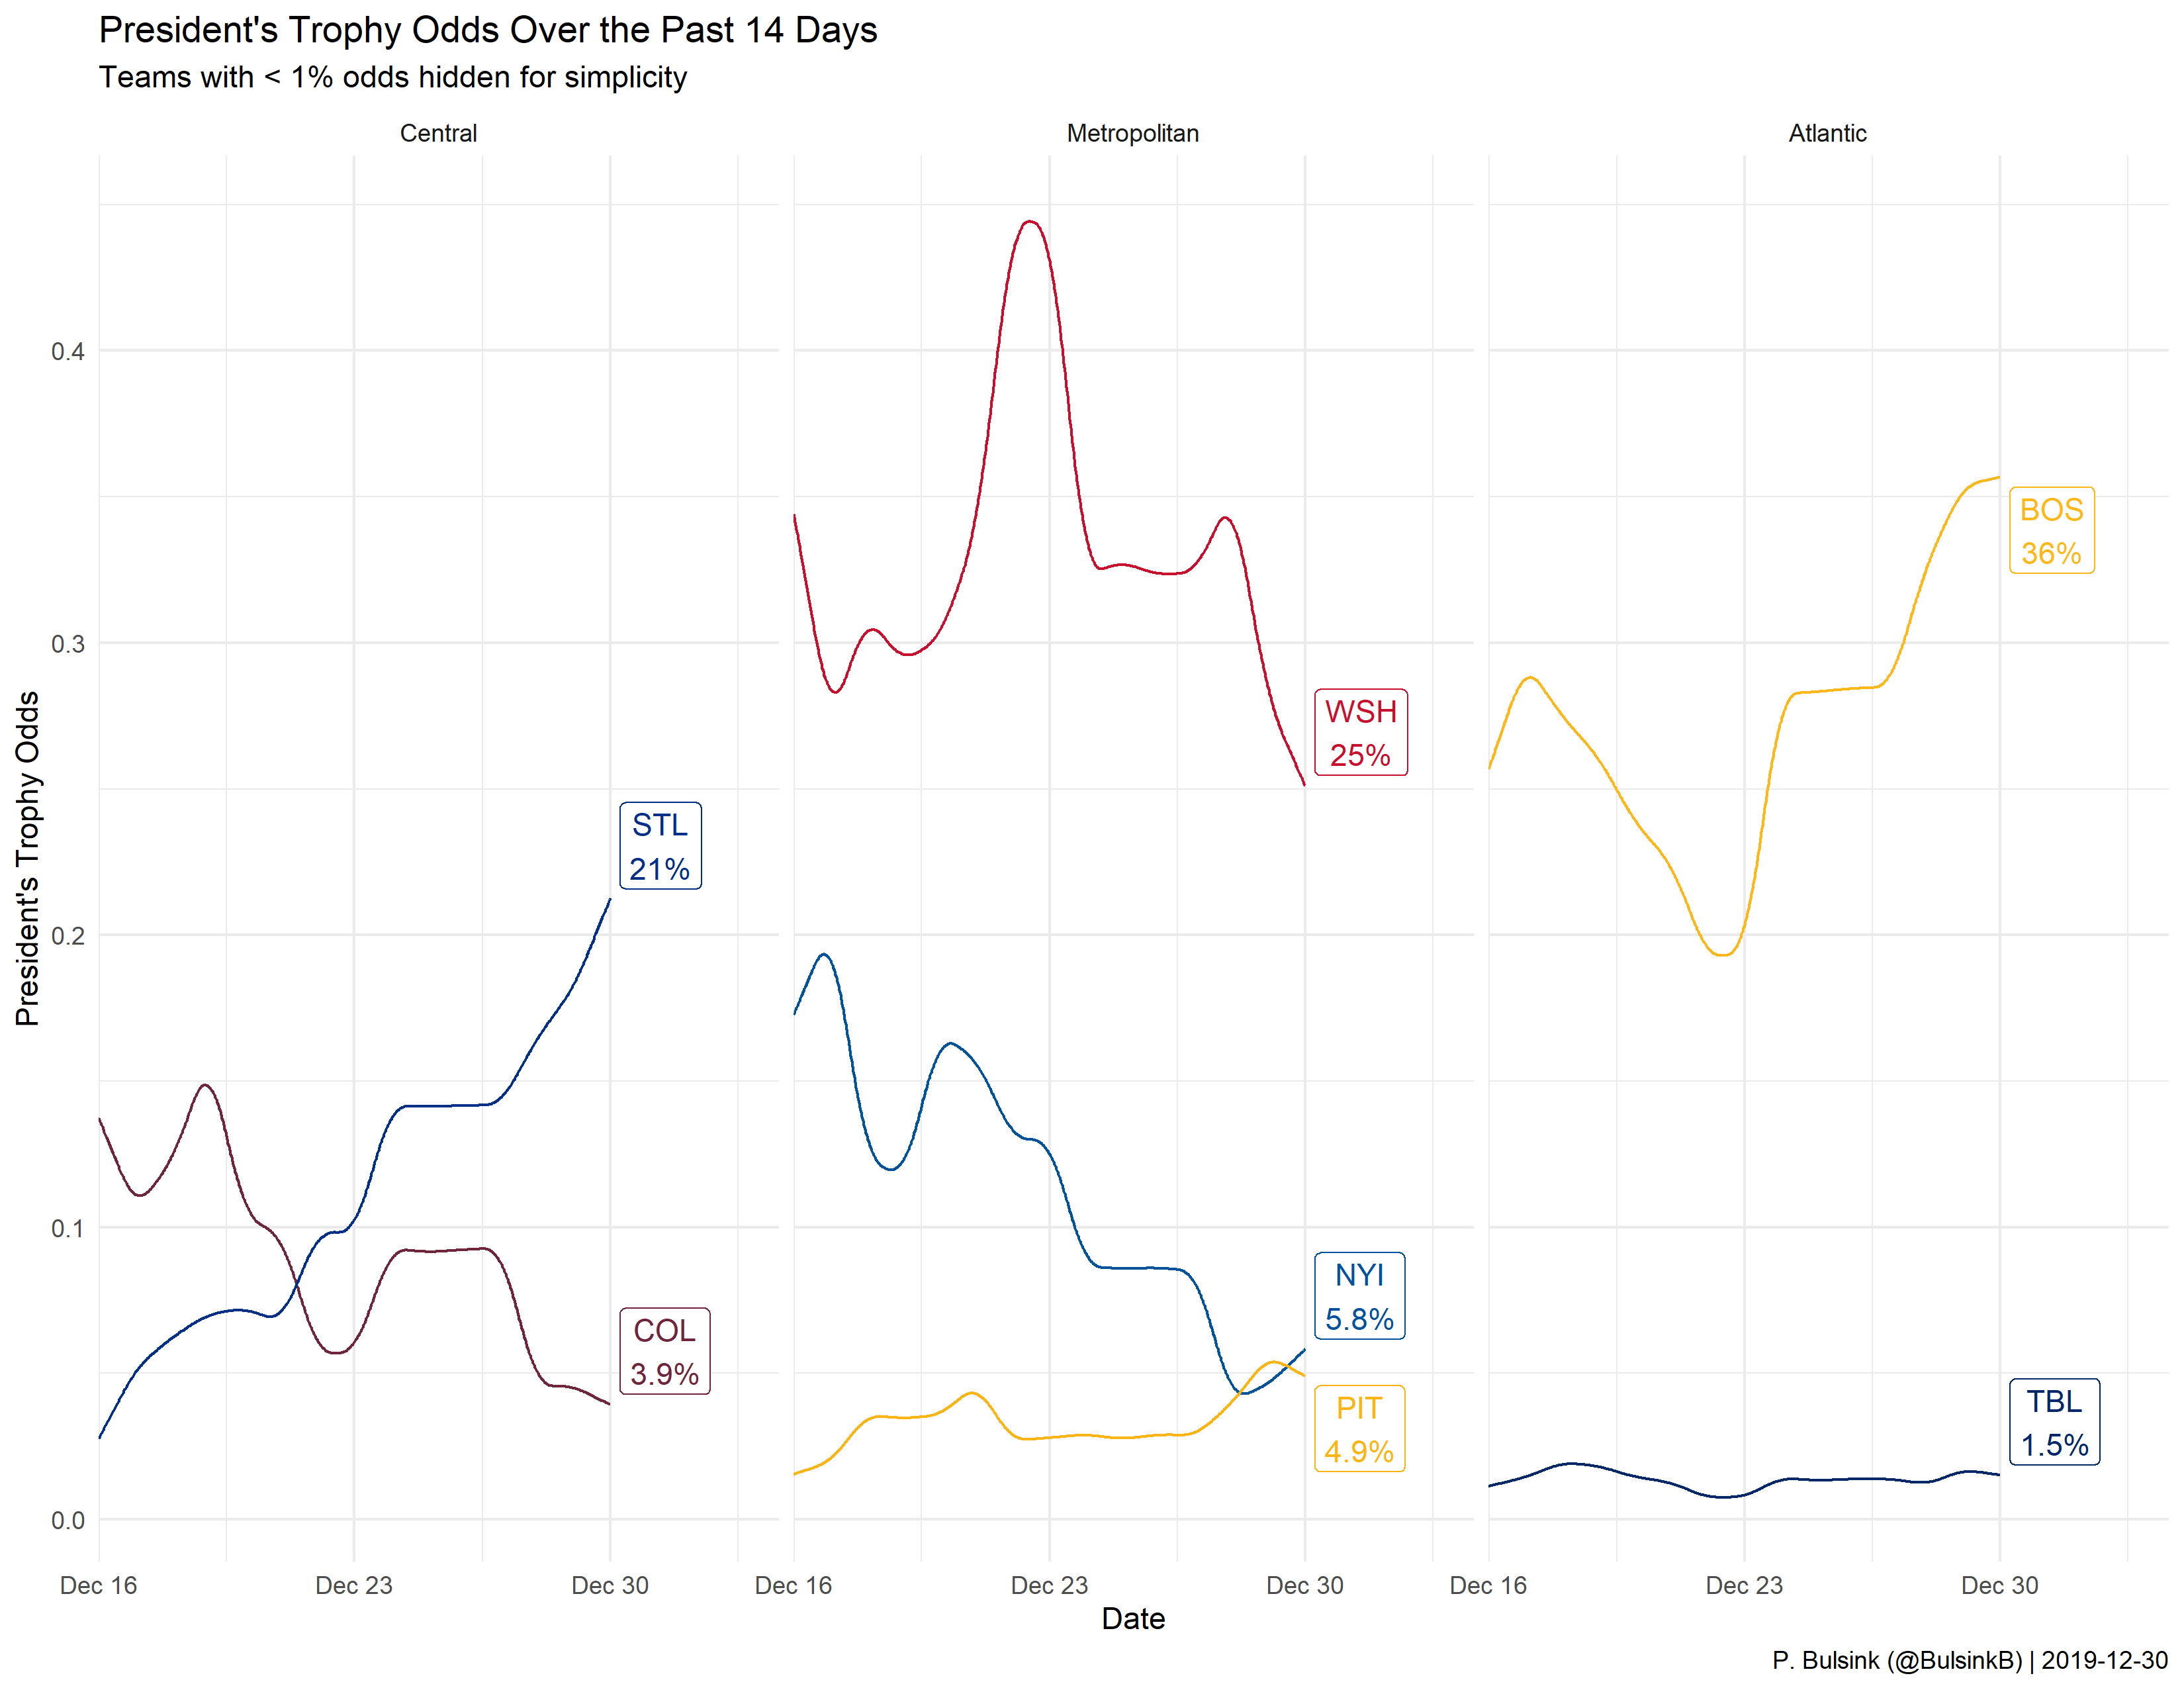 President's Trophy Odds Over the Past 14 Days
Teams with < 1% odds hidden for simplicity
Central
Metropolitan
Atlantic
President's Trophy Odds
0.4
0.3
0.2
0.1
0.0
STL
21%
COL
3.9%
WSH
25%
NYI
5.8%
PIT
4.9%
BOS
36%
TBL
1.5%
Dec 16
Dec 23
Dec 30
Dec 16
Dec 23
Dec 30
Dec 16
Dec 23
Dec 30
Date
P. Bulsink (@BulsinkB) | 2019-12-30